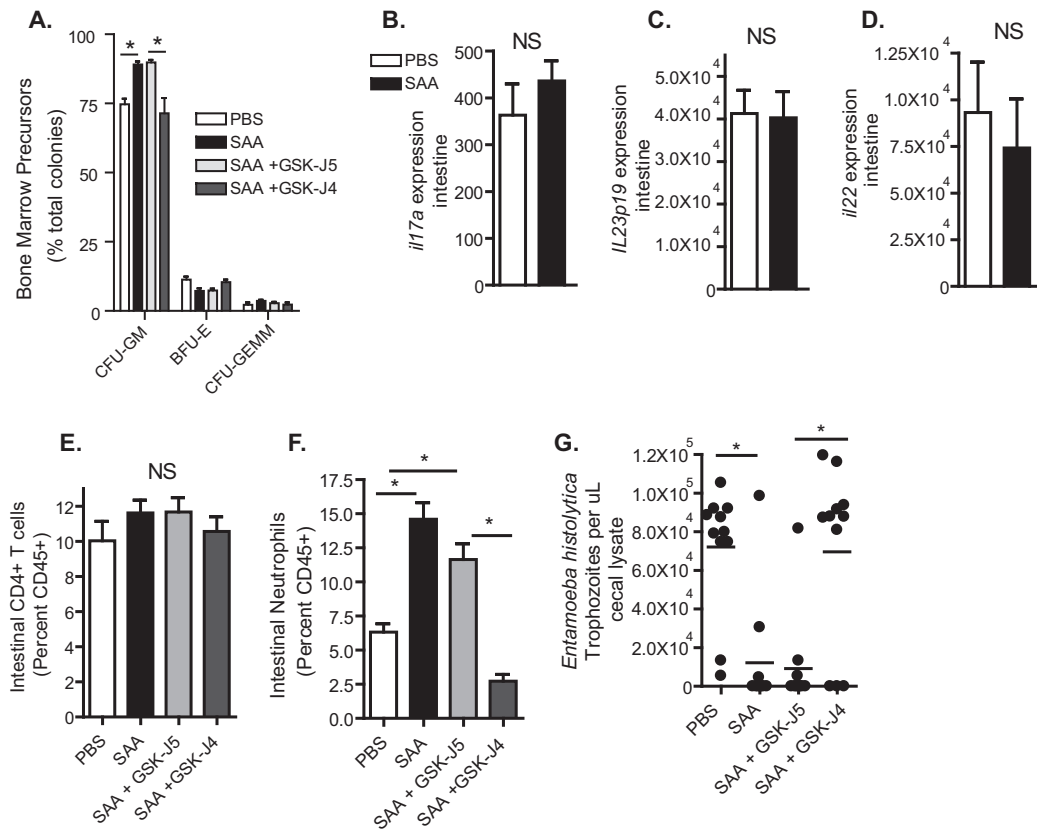 A.
Bone Marrow Precursors
(% total colonies)
100
75
50
25
0
*
*
PBS
SAA
SAA +GSK-J5
SAA +GSK-J4
CFU-GM
BFU-E
CFU-GEMM
B.
PBS
SAA
NS
il17a expression
intestine
500
400
300
200
100
0
C.
NS
IL23p19 expression
intestine
5.0X10 4
4.0X10 4
3.0X10 4
2.0X10 4
1.0X10 4
0
D.
NS
il22 expression
intestine
1.25X10 4
1.0X10 4
7.5X10 4
5.0X10 4
2.5X10 4
0
E.
NS
Intestinal CD4+ T cells
(Percent CD45+)
12
10
8
6
4
2
0
PBS
SAA
SAA + GSK-J5
SAA +GSK-J4
F.
Intestinal Neutrophils
(Percent CD45+)
17.5
15.0
12.5
10.0
7.5
5.0
2.5
0.0
*
*
*
PBS
SAA
SAA + GSK-J5
SAA +GSK-J4
G.
Entamoeba histolytica
Trophozoites per uL
cecal lysate
1.2X10 5
1.0X10 5
8.0X10 4
6.0X10 4
4.0X10 4
2.0X10 4
0
*
*
PBS
SAA
SAA + GSK-J5
SAA + GSK-J4